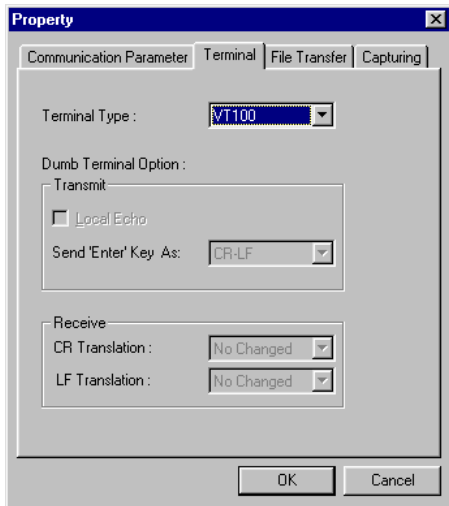 Property
Communication Parameter Terminal File Transfer Capturing
Terminal Type : VT100
Dumb Terminal Option :
Transmit
Local Echo
Send 'Enter' Key As: CR-LF
Receive
CR Translation : No Changed
LF Translation : No Changed
OK Cancel